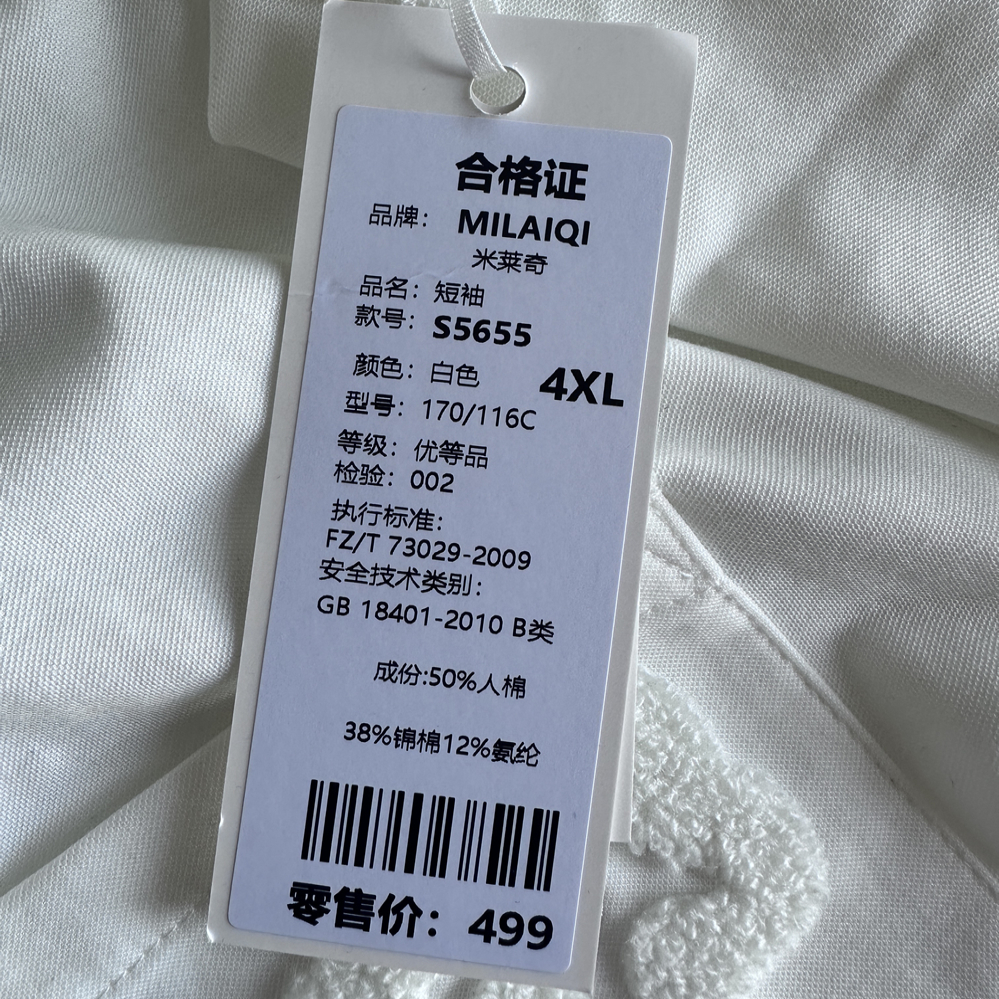 合格证
品牌： MILAIQI
米莱奇
品名：短袖
款号：S5655
颜色：白色
4XL
型号：170/116C
等级：优等品
检验：002
执行标准：
FZ/T 73029-2009
安全技术类别：
GB 18401-2010 B类
成份:50%人棉
38%锦棉12%氨纶
零售价：499